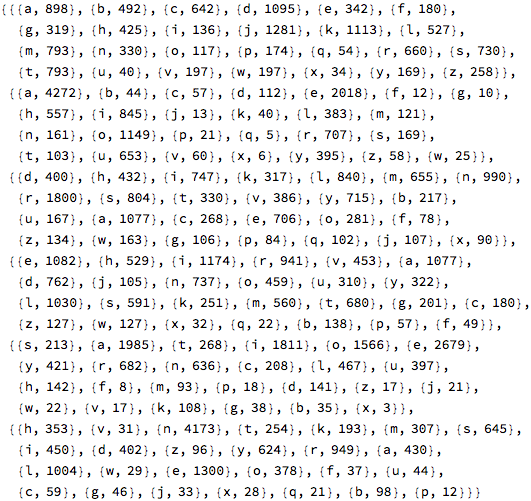 {{{a, 898}, {b, 492}, {c, 642}, {d, 1095}, {e, 342}, {f, 180},
{g, 319}, {h, 425}, {i, 136}, {j, 1281}, {k, 1113}, {l, 527},
{m, 793}, {n, 330}, {o, 117}, {p, 174}, {q, 54}, {r, 660}, {s, 730},
{t, 793}, {u, 40}, {v, 197}, {w, 197}, {x, 34}, {y, 169}, {z, 258}},
{{a, 4272}, {b, 44}, {c, 57}, {d, 112}, {e, 2018}, {f, 12}, {g, 10},
{h, 557}, {i, 845}, {j, 13}, {k, 40}, {l, 383}, {m, 121},
{n, 161}, {o, 1149}, {p, 21}, {q, 5}, {r, 707}, {s, 169},
{t, 103}, {u, 653}, {v, 60}, {x, 6}, {y, 395}, {z, 58}, {w, 25}},
{{d, 400}, {h, 432}, {i, 747}, {k, 317}, {l, 840}, {m, 655}, {n, 990},
{r, 1800}, {s, 804}, {t, 330}, {v, 386}, {y, 715}, {b, 217},
{u, 167}, {a, 1077}, {c, 268}, {e, 706}, {o, 281}, {f, 78},
{z, 134}, {w, 163}, {g, 106}, {p, 84}, {q, 102}, {j, 107}, {x, 90}},
{{e, 1082}, {h, 529}, {i, 1174}, {r, 941}, {v, 453}, {a, 1077},
{d, 762}, {j, 105}, {n, 737}, {o, 459}, {u, 310}, {y, 322},
{l, 1030}, {s, 591}, {k, 251}, {m, 560}, {t, 680}, {g, 201}, {c, 180},
{z, 127}, {w, 127}, {x, 32}, {q, 22}, {b, 138}, {p, 57}, {f, 49}},
{{s, 213}, {a, 1985}, {t, 268}, {i, 1811}, {o, 1566}, {e, 2679},
{y, 421}, {r, 682}, {n, 636}, {c, 208}, {l, 467}, {u, 397},
{h, 142}, {f, 8}, {m, 93}, {p, 18}, {d, 141}, {z, 17}, {j, 21},
{w, 22}, {v, 17}, {k, 108}, {g, 38}, {b, 35}, {x, 3}},
{{h, 353}, {v, 31}, {n, 4173}, {t, 254}, {k, 193}, {m, 307}, {s, 645},
{i, 450}, {d, 402}, {z, 96}, {y, 624}, {r, 949}, {a, 430},
{l, 1004}, {w, 29}, {e, 1300}, {o, 378}, {f, 37}, {u, 44},
{c, 59}, {g, 46}, {j, 33}, {x, 28}, {q, 21}, {b, 98}, {p, 12}}}